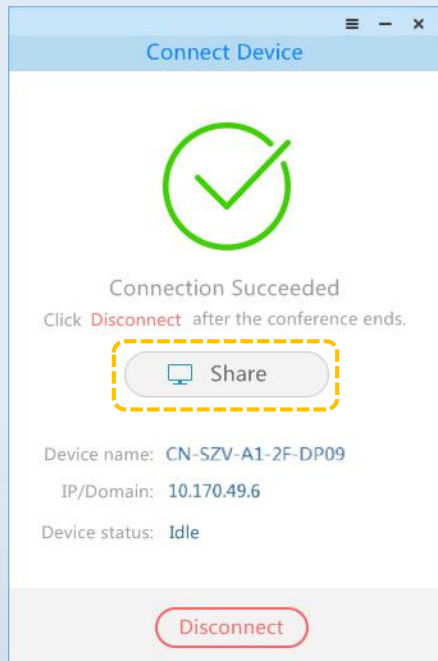 Connect Device
Connection Succeeded
Click Disconnect after the conference ends.
Share
Device name: CN-SZV-A1-2F-DP09
IP/Domain: 10.170.49.6
Device status: Idle
Disconnect